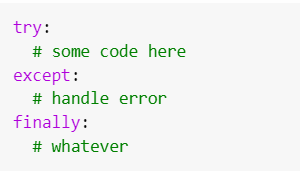 try:
  # some code here
except:
  # handle error
finally:
  # whatever